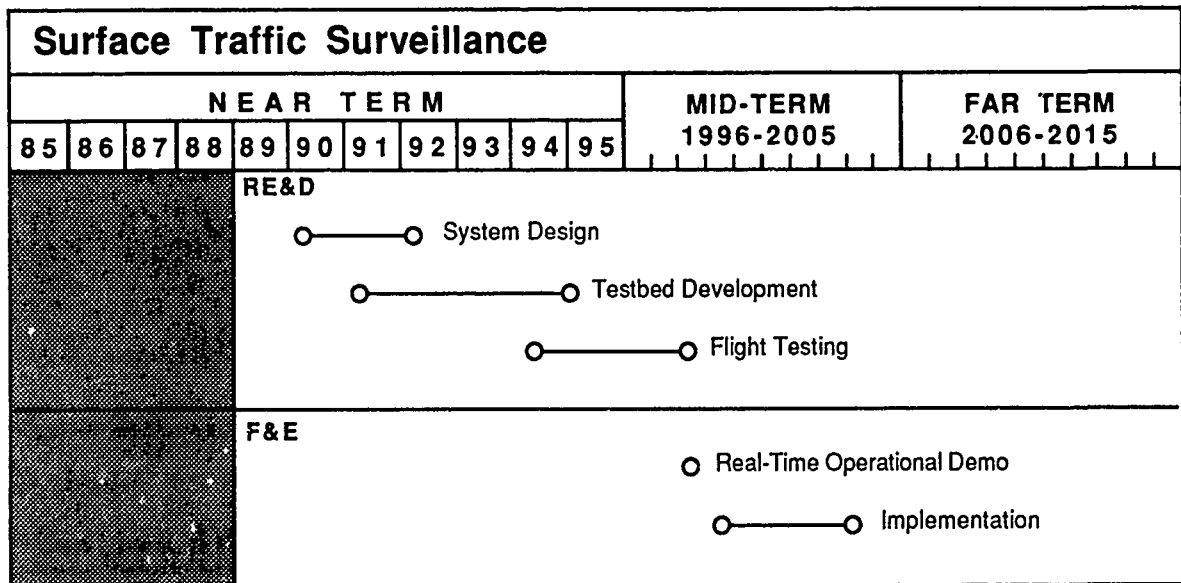 Surface Traffic Surveillance
NEAR TERM
MID-TERM
1996-2005
FAR TERM
2006-2015
85 86 87 88 89 90 91 92 93 94 95
RE&D
System Design
Testbed Development
Flight Testing
F&E
Real-Time Operational Demo
Implementation